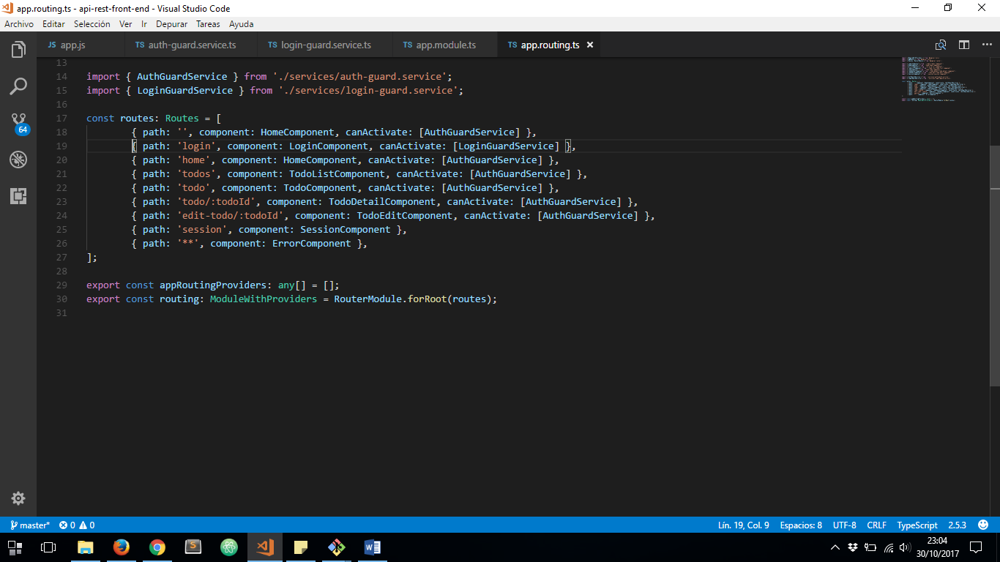 app.routing.ts - api-rest-front-end - Visual Studio Code
Archivo Editar Selección Ver Ir Depurar Tareas Ayuda
JS app.js TS auth-guard.service.ts TS login-guard.service.ts TS app.module.ts TS app.routing.ts
13
14 import { AuthGuardService } from './services/auth-guard.service';
15 import { LoginGuardService } from './services/login-guard.service';
16
17 const routes: Routes = [
18 { path: '', component: HomeComponent, canActivate: [AuthGuardService] },
19 { path: 'login', component: LoginComponent, canActivate: [LoginGuardService] },
20 { path: 'home', component: HomeComponent, canActivate: [AuthGuardService] },
21 { path: 'todos', component: TodoListComponent, canActivate: [AuthGuardService] },
22 { path: 'todo', component: TodoComponent, canActivate: [AuthGuardService] },
23 { path: 'todo/:todoId', component: TodoDetailComponent, canActivate: [AuthGuardService] },
24 { path: 'edit-todo/:todoId', component: TodoEditComponent, canActivate: [AuthGuardService] },
25 { path: 'session', component: SessionComponent },
26 { path: '**', component: ErrorComponent },
27 ];
28
29 export const appRoutingProviders: any[] = [];
30 export const routing: ModuleWithProviders = RouterModule.forRoot(routes);
31
64
master* 0 0 Lín. 19, Col. 9 Espacios: 8 UTF-8 CRLF TypeScript 2.5.3
23:04
30/10/2017